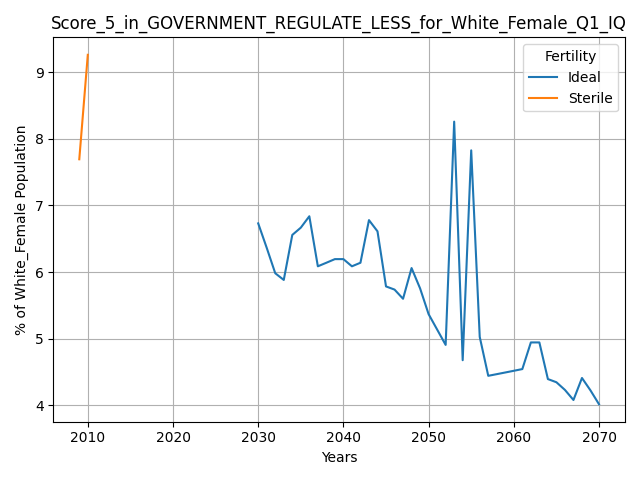 Score_5_in_GOVERNMENT_REGULATE_LESS_for_White_Female_Q1_IQ
Fertility
Ideal
Sterile
% of White_Female Population
9
8
7
6
5
4
2010 2020 2030 2040 2050 2060 2070
Years